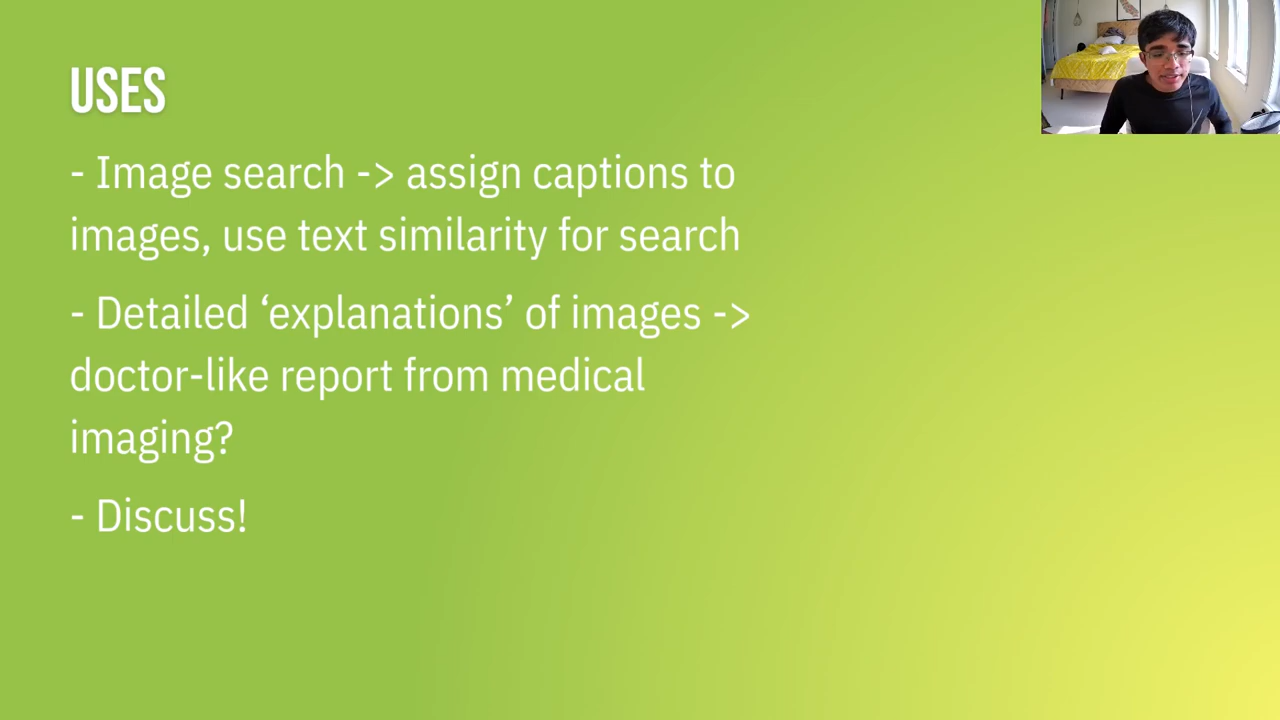 USES
- Image search -> assign captions to
images, use text similarity for search
- Detailed ‘explanations’ of images ->
doctor-like report from medical
imaging?
- Discuss!